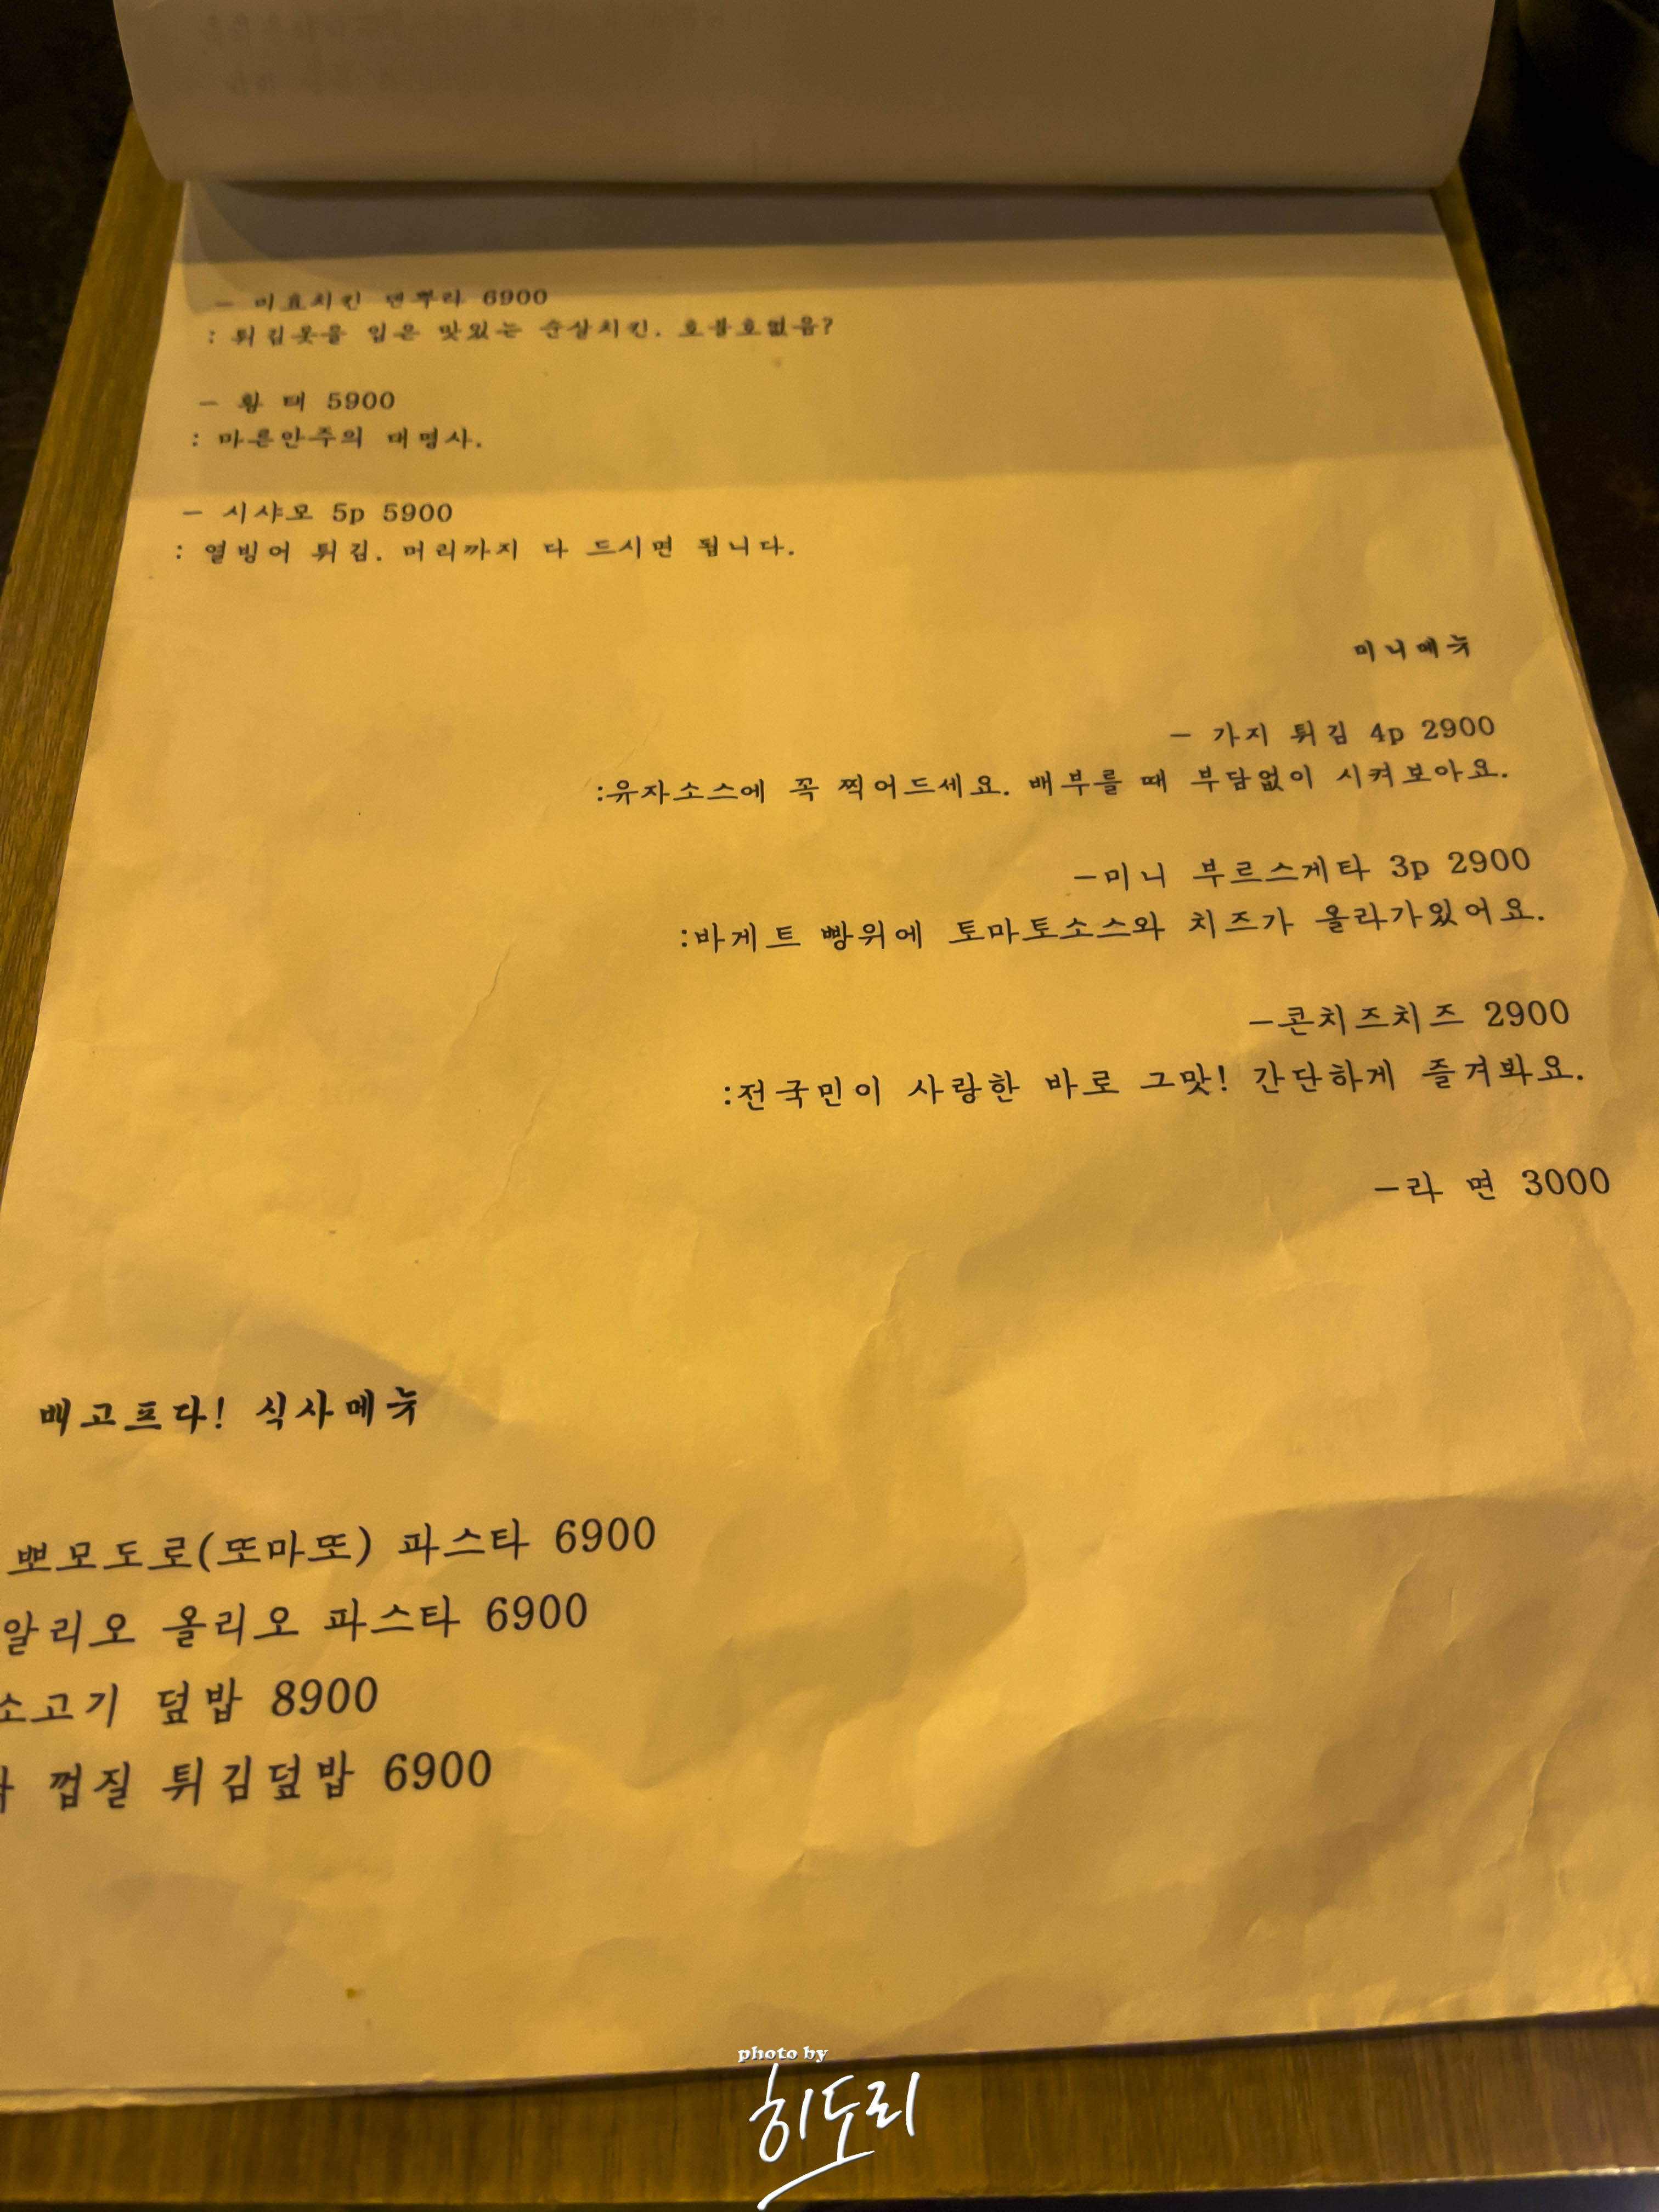 - 미효치킨 덴뿌라 6900
: 튀김옷을 입은 맛있는 순살치킨. 호불호없음?
- 황 태 5900
: 마른안주의 대명사.
- 시샤모 5p 5900
: 열빙어 튀김. 머리까지 다 드시면 됩니다.
미니메뉴
- 가지 튀김 4p 2900
:유자소스에 꼭 찍어드세요. 배부를 때 부담없이 시켜보아요.
-미니 부르스게타 3p 2900
:바게트 빵위에 토마토소스와 치즈가 올라가있어요.
-콘치즈치즈 2900
:전국민이 사랑한 바로 그맛! 간단하게 즐겨봐요.
-라 면 3000
배고프다! 식사메뉴
뽀모도로(또마또) 파스타 6900
알리오 올리오 파스타 6900
소고기 덮밥 8900
껍질 튀김덮밥 6900
photo by
히도리